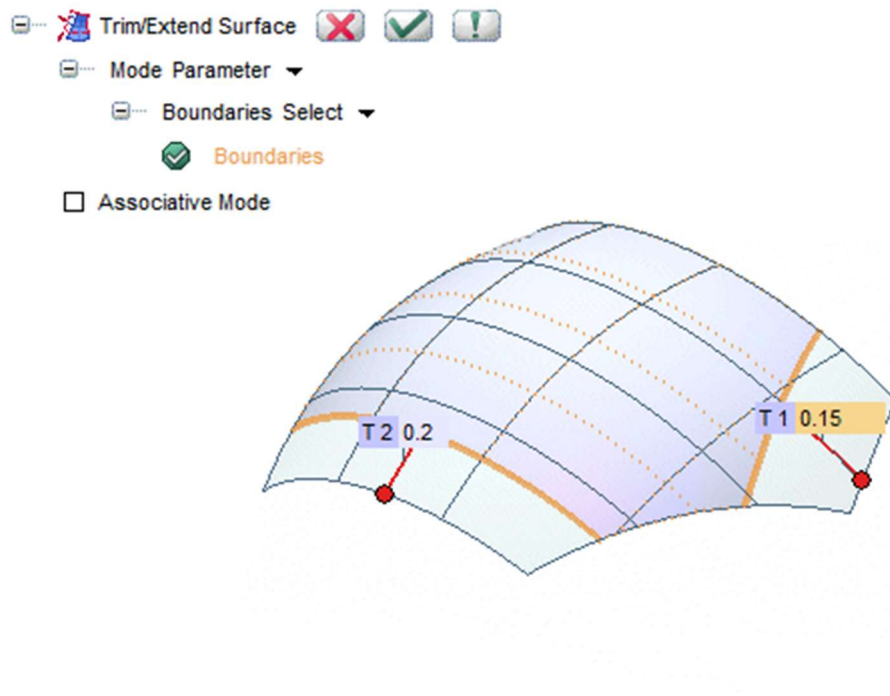 Trim/Extend Surface
Mode Parameter
Boundaries Select
Boundaries
Associative Mode
T 1 0.15
T 2 0.2